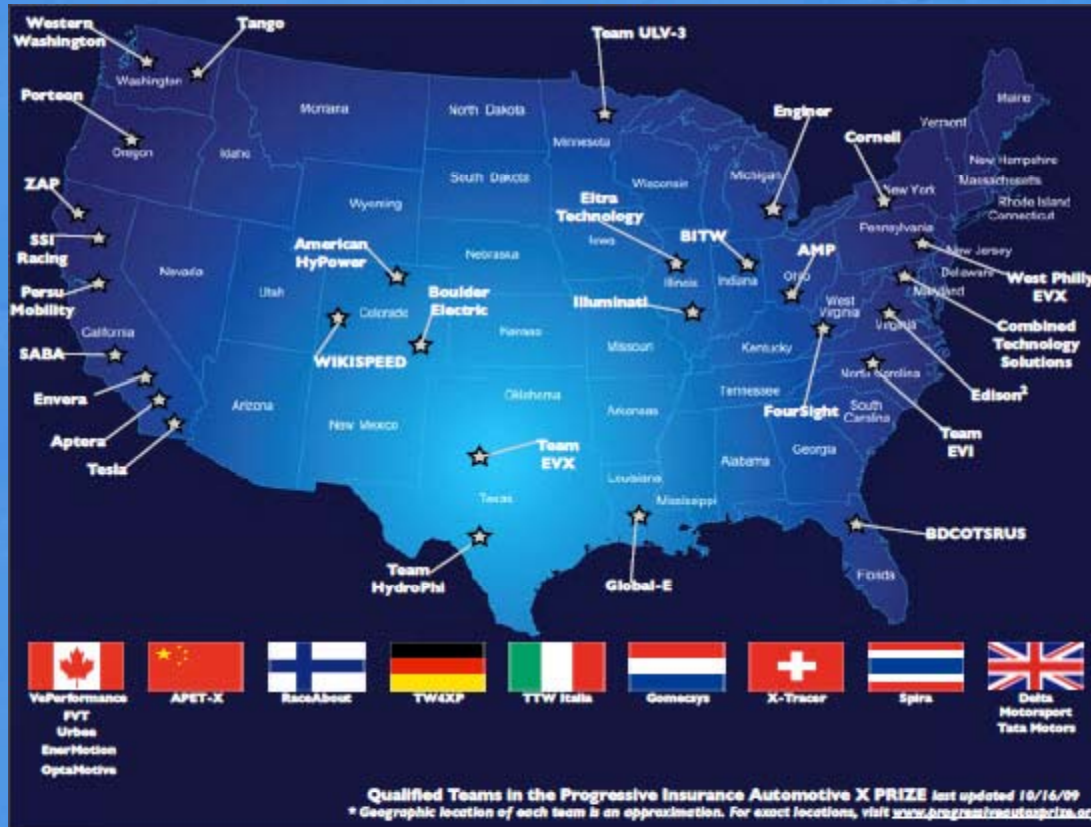 Western
Washington
Tango
Team ULV-3
Washington
Montana
North Dakota
Maine
Porteon
Enginer
Vermont
Oregon
Idaho
Minnesota
Cornell
New Hampshire
ZAP
South Dakota
Wisconsin
Michigan
New York
Massachusetts
Rhode Island
Connecticut
Wyoming
Eltra
Technology
Pennsylvania
SSI
Racing
American
HyPower
Iowa
BITW
AMP
New Jersey
Nevada
Nebraska
Ohio
Delaware
Maryland
West Philly
EVX
Persu
Mobility
Utah
Colorado
Boulder
Electric
Illuminati
Illinois
Indiana
West
Virginia
Virginia
Combined
Technology
Solutions
California
WIKISPEED
Kansas
Missouri
Kentucky
SABA
North Carolina
Edison²
Envera
Arizona
New Mexico
Oklahoma
Arkansas
Tennessee
FourSight
South
Carolina
Aptera
Team
EVX
Alabama
Georgia
Team
EVI
Tesla
Texas
Louisiana
Mississippi
BDCOTSRUS
Team
HydroPhi
Global-E
Florida
VePerformance
FVT
Urbee
EnerMotion
OptaMotive
APET-X
RaceAbout
TW4XP
TTW Italia
Gomecsys
X-Tracer
Spira
Delta
Motorsport
Tata Motors
Qualified Teams in the Progressive Insurance Automotive X PRIZE last updated 10/16/09
* Geographic location of each team is an approximation. For exact locations, visit www.progressiveautoxprize.o